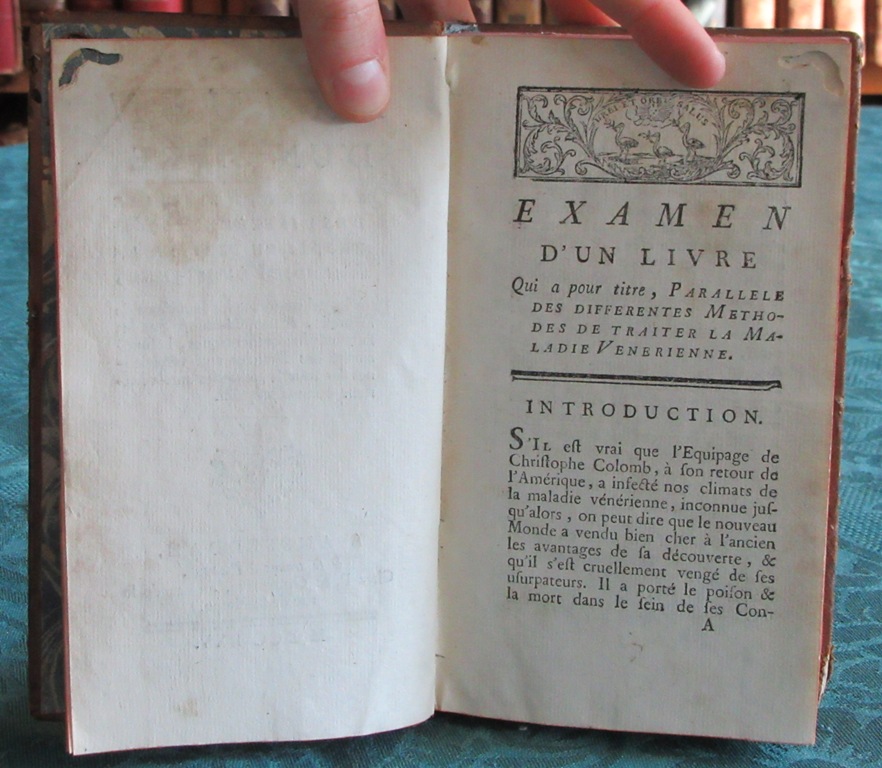 URBI ET ORBI SALUS
EXAMEN
D'UN LIVRE
Qui a pour titre, PARALLELE
DES DIFFERENTES METHO-
DES DE TRAITER LA MA-
LADIE VENERIENNE.
INTRODUCTION.
S'IL eſt vrai que l'Equipage de
Chriſtophe Colomb, à ſon retour de
l'Amérique, a infecté nos climats de
la maladie vénérienne, inconnue juſ-
qu'alors, on peut dire que le nouveau
Monde a vendu bien cher à l'ancien
les avantages de ſa découverte, &
qu'il s'eſt cruellement vengé de ſes
uſurpateurs. Il a porté le poiſon &
la mort dans le ſein de ſes Con-
A